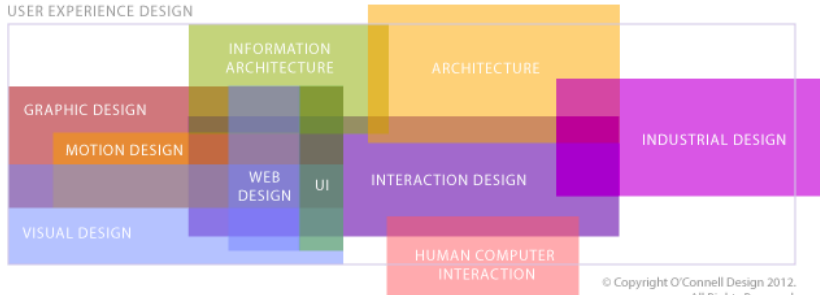 USER EXPERIENCE DESIGN
INFORMATION
ARCHITECTURE
ARCHITECTURE
GRAPHIC DESIGN
MOTION DESIGN
INDUSTRIAL DESIGN
WEB
DESIGN
UI
INTERACTION DESIGN
VISUAL DESIGN
HUMAN COMPUTER
INTERACTION
© Copyright O'Connell Design 2012.